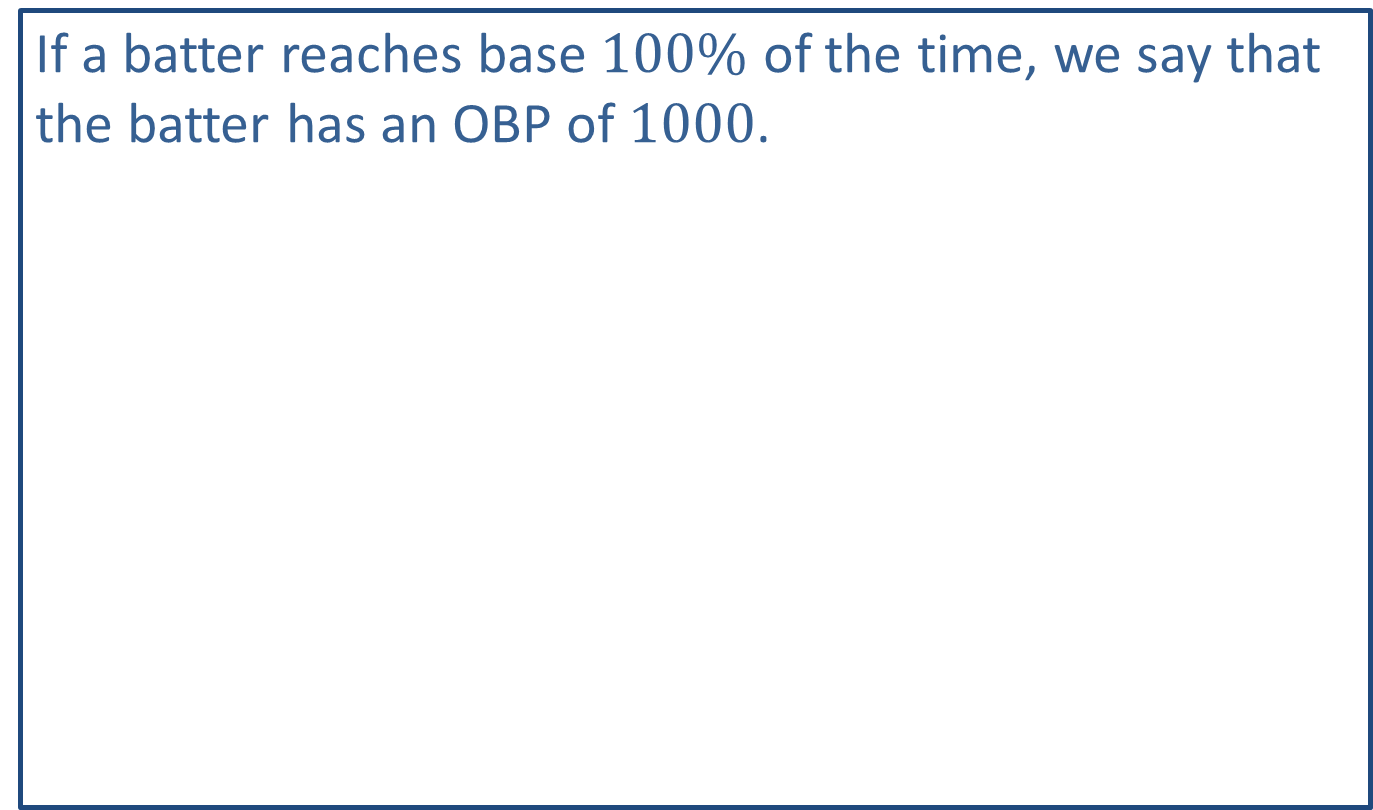 If a batter reaches base 100% of the time, we say that
the batter has an OBP of 1000.